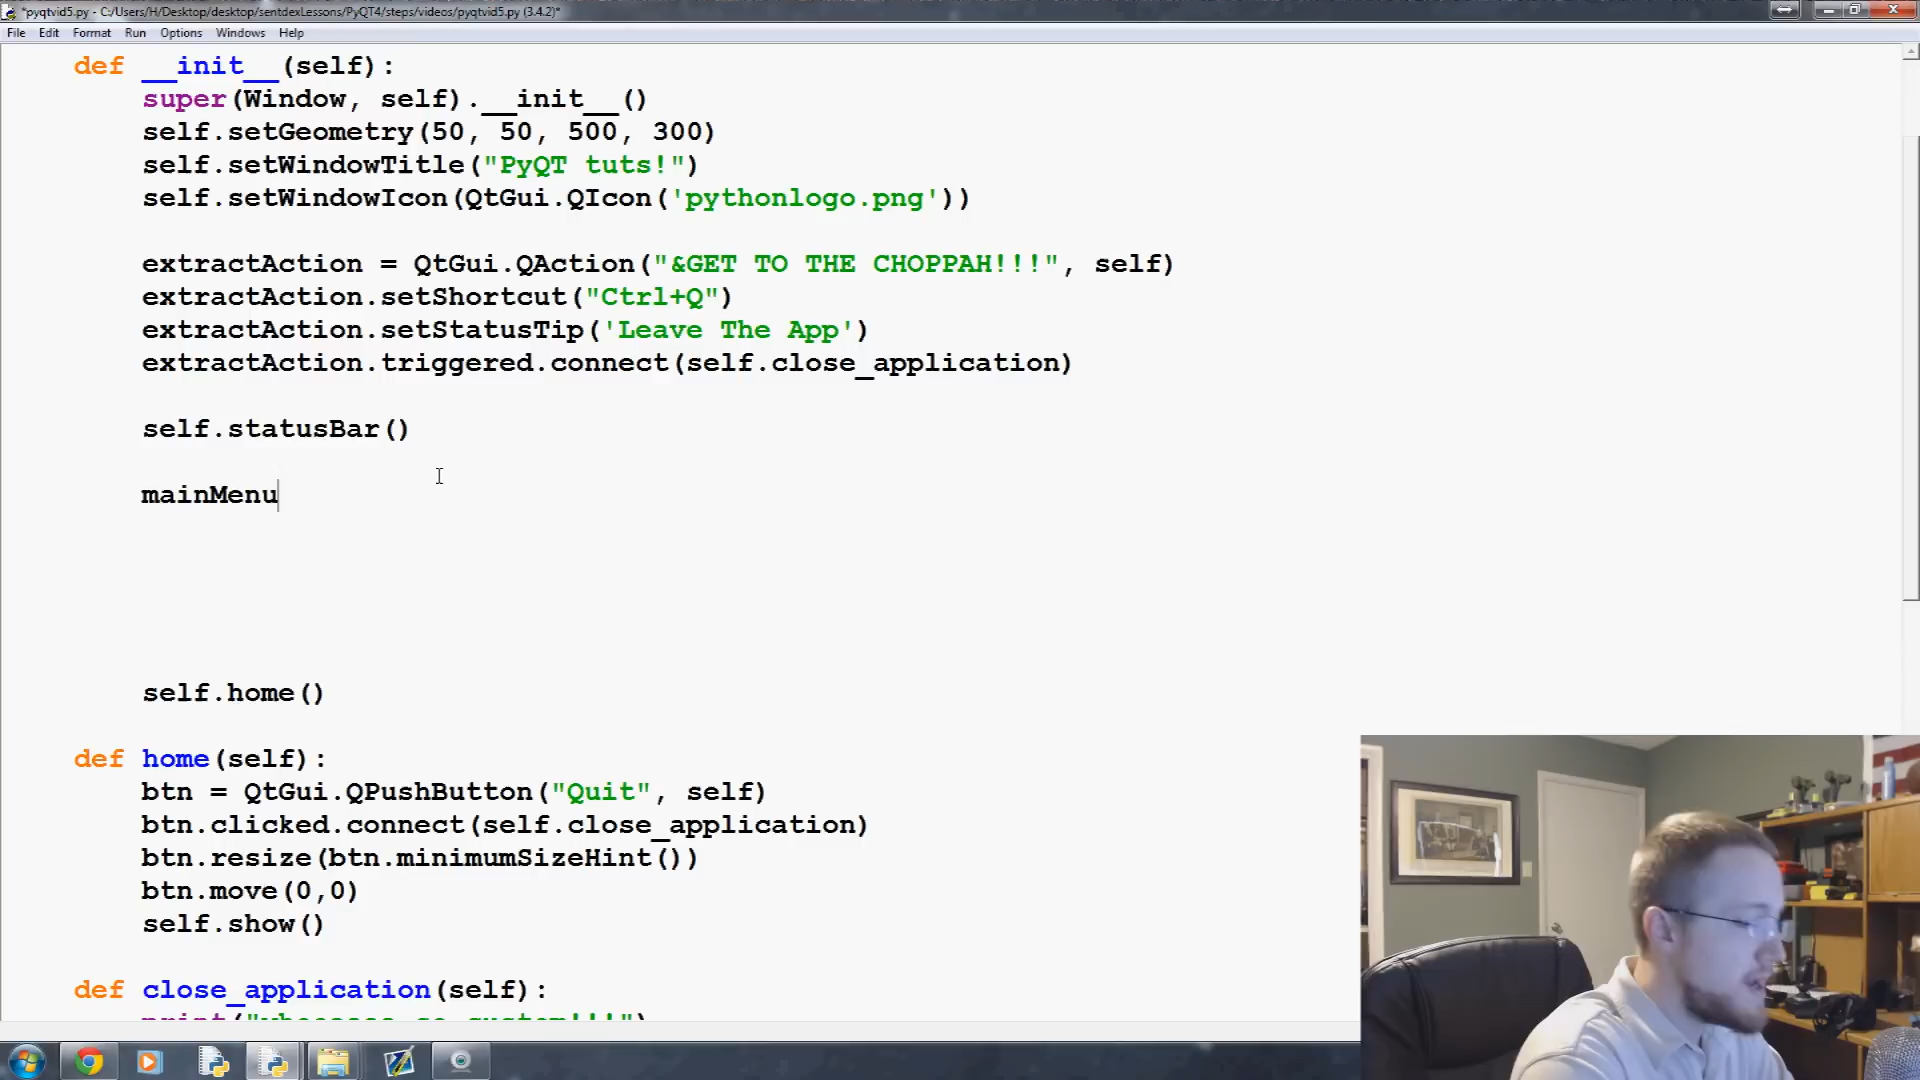 *pyqtvid5.py - C:/Users/H/Desktop/desktop/sentdexLessons/PyQT4/steps/videos/pyqtvid5.py (3.4.2)*
File Edit Format Run Options Windows Help
def __init__(self):
super(Window, self).__init__()
self.setGeometry(50, 50, 500, 300)
self.setWindowTitle("PyQT tuts!")
self.setWindowIcon(QtGui.QIcon('pythonlogo.png'))
extractAction = QtGui.QAction("&GET TO THE CHOPPAH!!!", self)
extractAction.setShortcut("Ctrl+Q")
extractAction.setStatusTip('Leave The App')
extractAction.triggered.connect(self.close_application)
self.statusBar()
mainMenu
self.home()
def home(self):
btn = QtGui.QPushButton("Quit", self)
btn.clicked.connect(self.close_application)
btn.resize(btn.minimumSizeHint())
btn.move(0,0)
self.show()
def close_application(self):